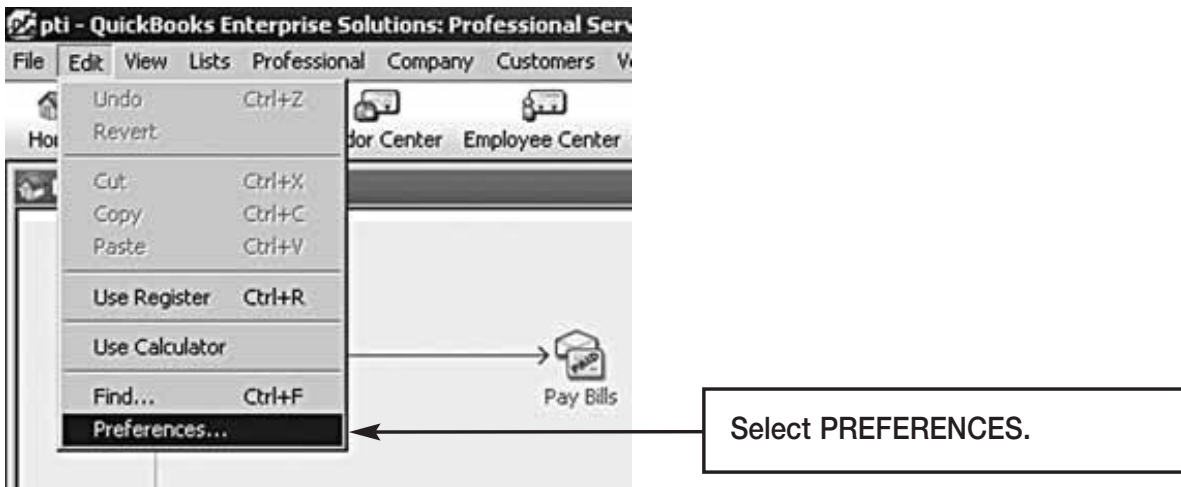 pti - QuickBooks Enterprise Solutions: Professional Serv
File Edit View Lists Professional Company Customers
Undo Ctrl+Z
Revert
dor Center Employee Center
Cut Ctrl+X
Copy Ctrl+C
Paste Ctrl+V
Use Register Ctrl+R
Use Calculator
Find... Ctrl+F
Preferences...
PAID
Pay Bills
Select PREFERENCES.